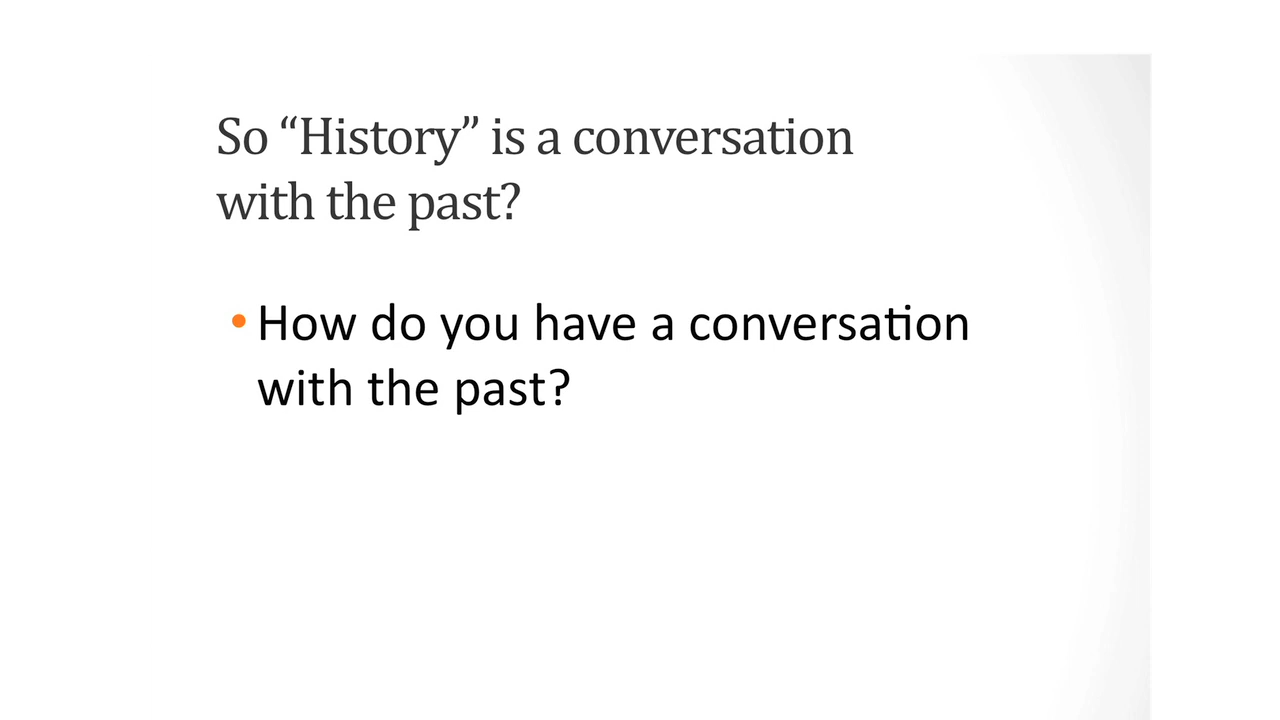 So “History” is a conversation
with the past?
• How do you have a conversation
with the past?